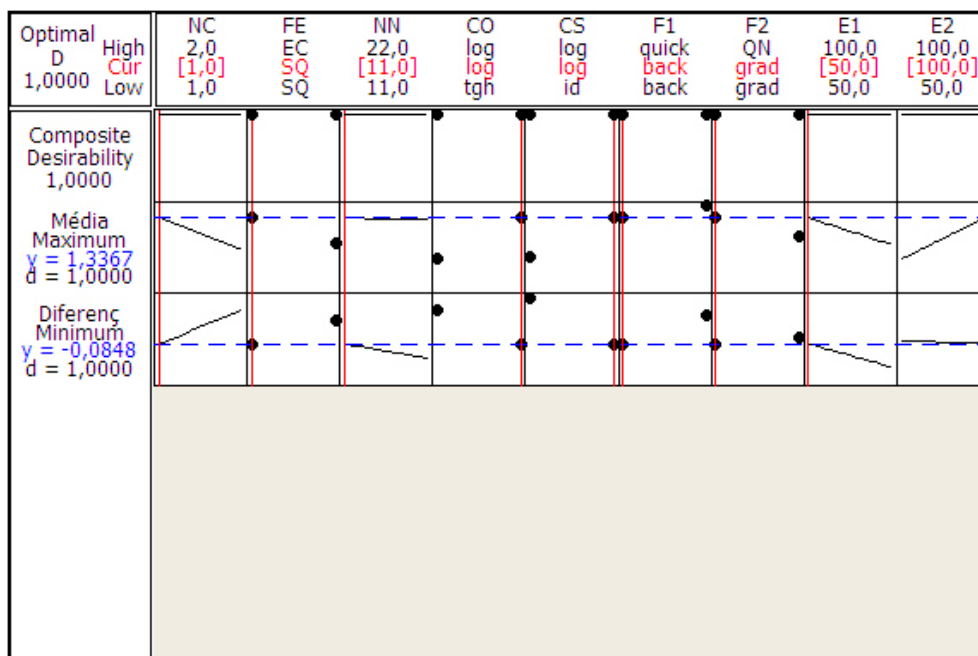 Optimal D 1,0000 High Cur Low
NC 2,0 [1,0] 1,0
FE EC SQ SQ
NN 22,0 [11,0] 11,0
CO log log tgh
CS log log id
F1 quick back back
F2 QN grad grad
E1 100,0 [50,0] 50,0
E2 100,0 [100,0] 50,0
Composite
Desirability
1,0000
Média
Maximum
y = 1,3367
d = 1,0000
Diferenç
Minimum
y = -0,0848
d = 1,0000